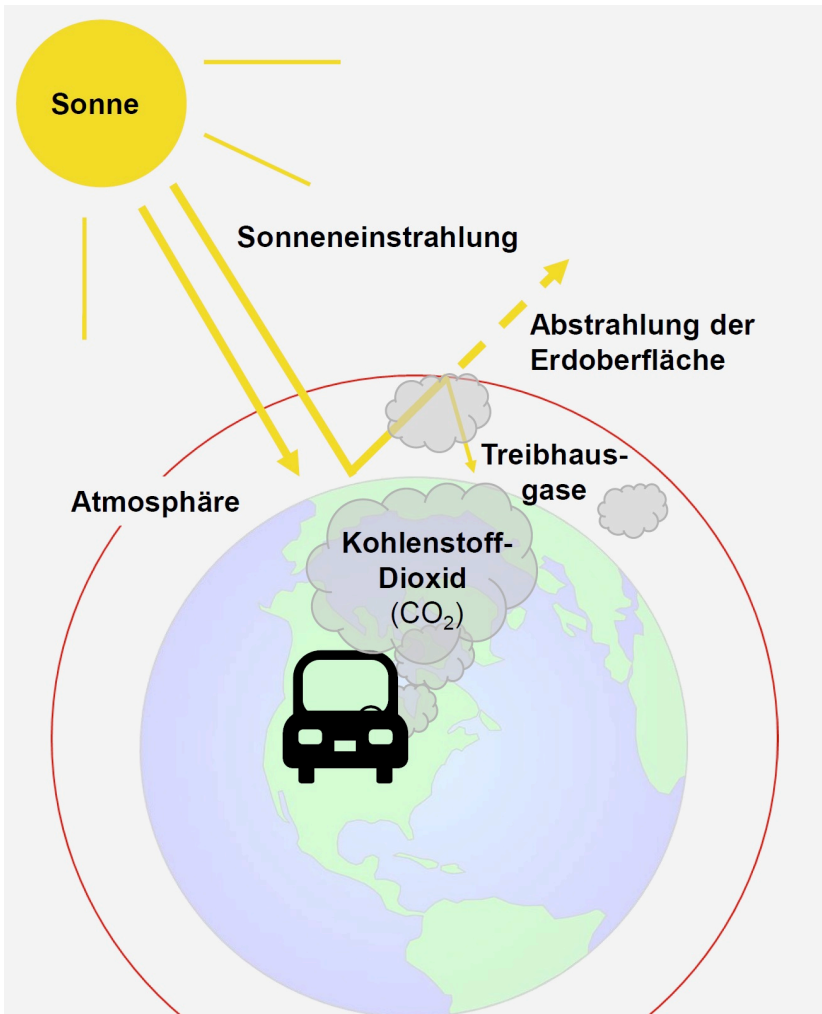 Sonne
Sonneneinstrahlung
Abstrahlung der
Erdoberfläche
Treibhaus-
gase
Atmosphäre
Kohlenstoff-
Dioxid
(CO₂)